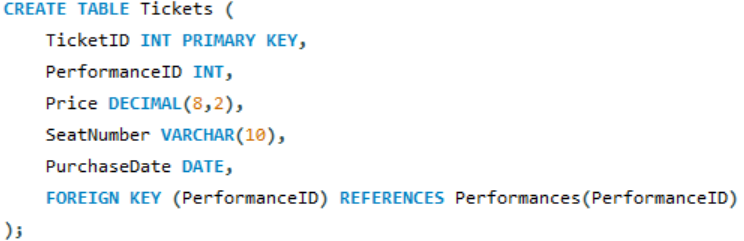 CREATE TABLE Tickets (
    TicketID INT PRIMARY KEY,
    PerformanceID INT,
    Price DECIMAL(8,2),
    SeatNumber VARCHAR(10),
    PurchaseDate DATE,
    FOREIGN KEY (PerformanceID) REFERENCES Performances(PerformanceID)
);